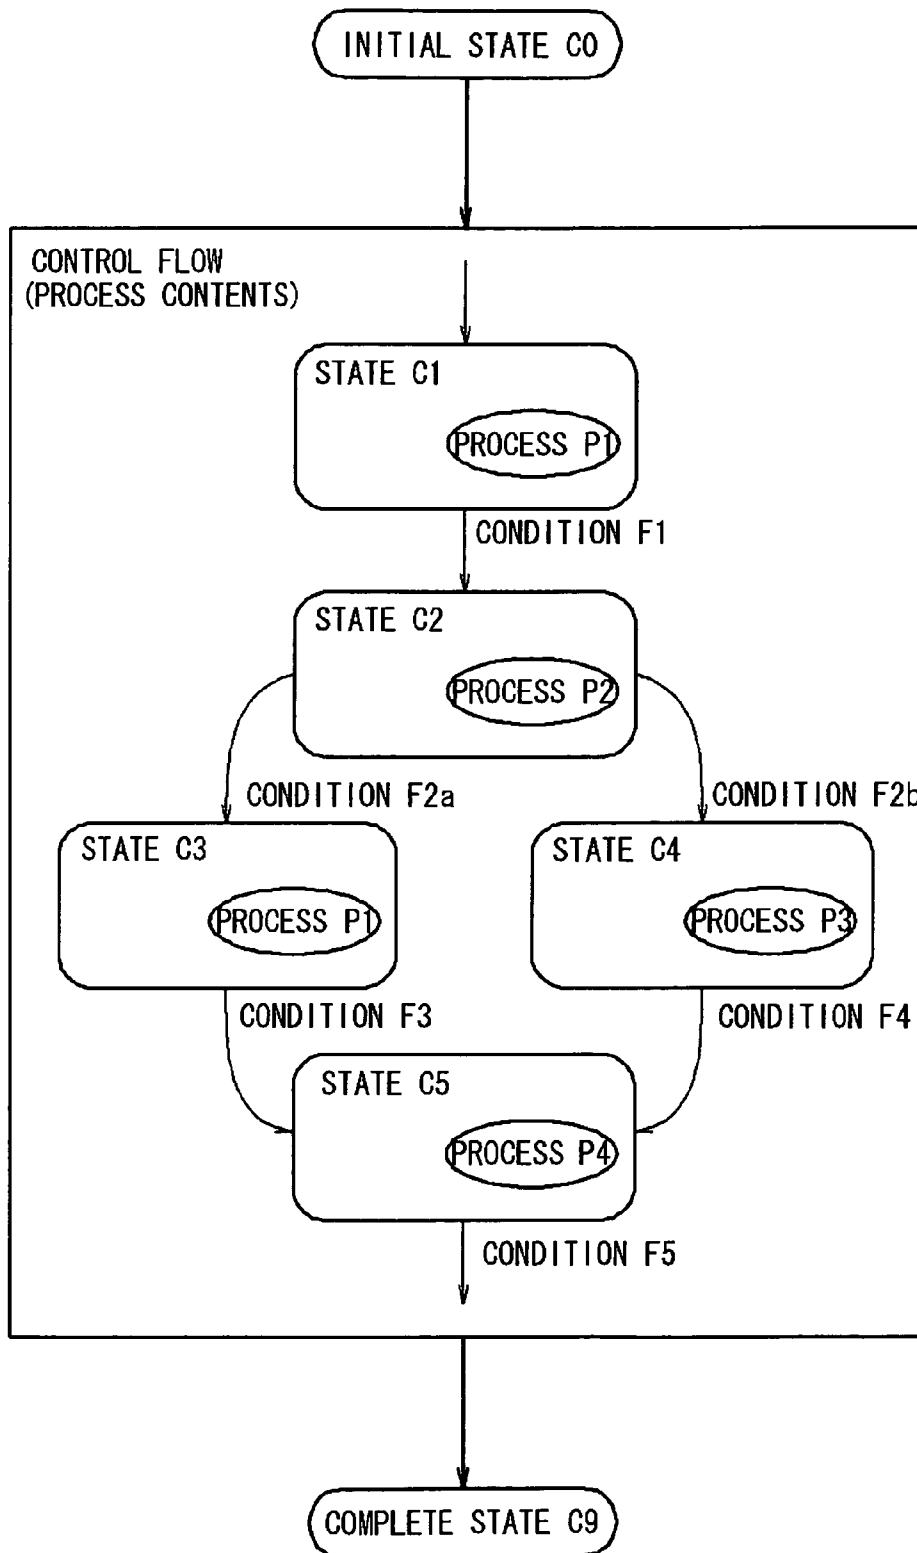 INITIAL STATE C0
CONTROL FLOW
(PROCESS CONTENTS)
STATE C1
PROCESS P1
CONDITION F1
STATE C2
PROCESS P2
CONDITION F2a
CONDITION F2b
STATE C3
STATE C4
PROCESS P1
PROCESS P3
CONDITION F3
CONDITION F4
STATE C5
PROCESS P4
CONDITION F5
COMPLETE STATE C9